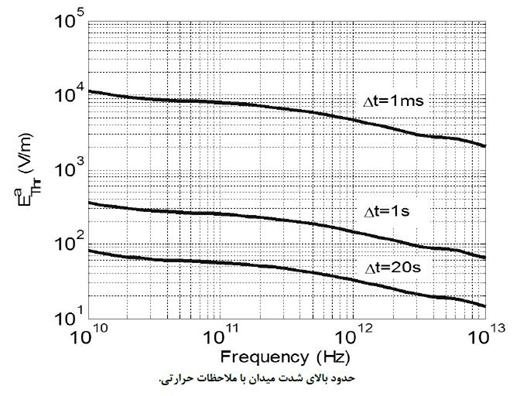 10^5
10^4
10^3
10^2
10^1
E^a_Thr (V/m)
Δt=1ms
Δt=1s
Δt=20s
10^10 10^11 10^12 10^13
Frequency (Hz)
حدود بالای شدت میدان با ملاحظات حرارتی.